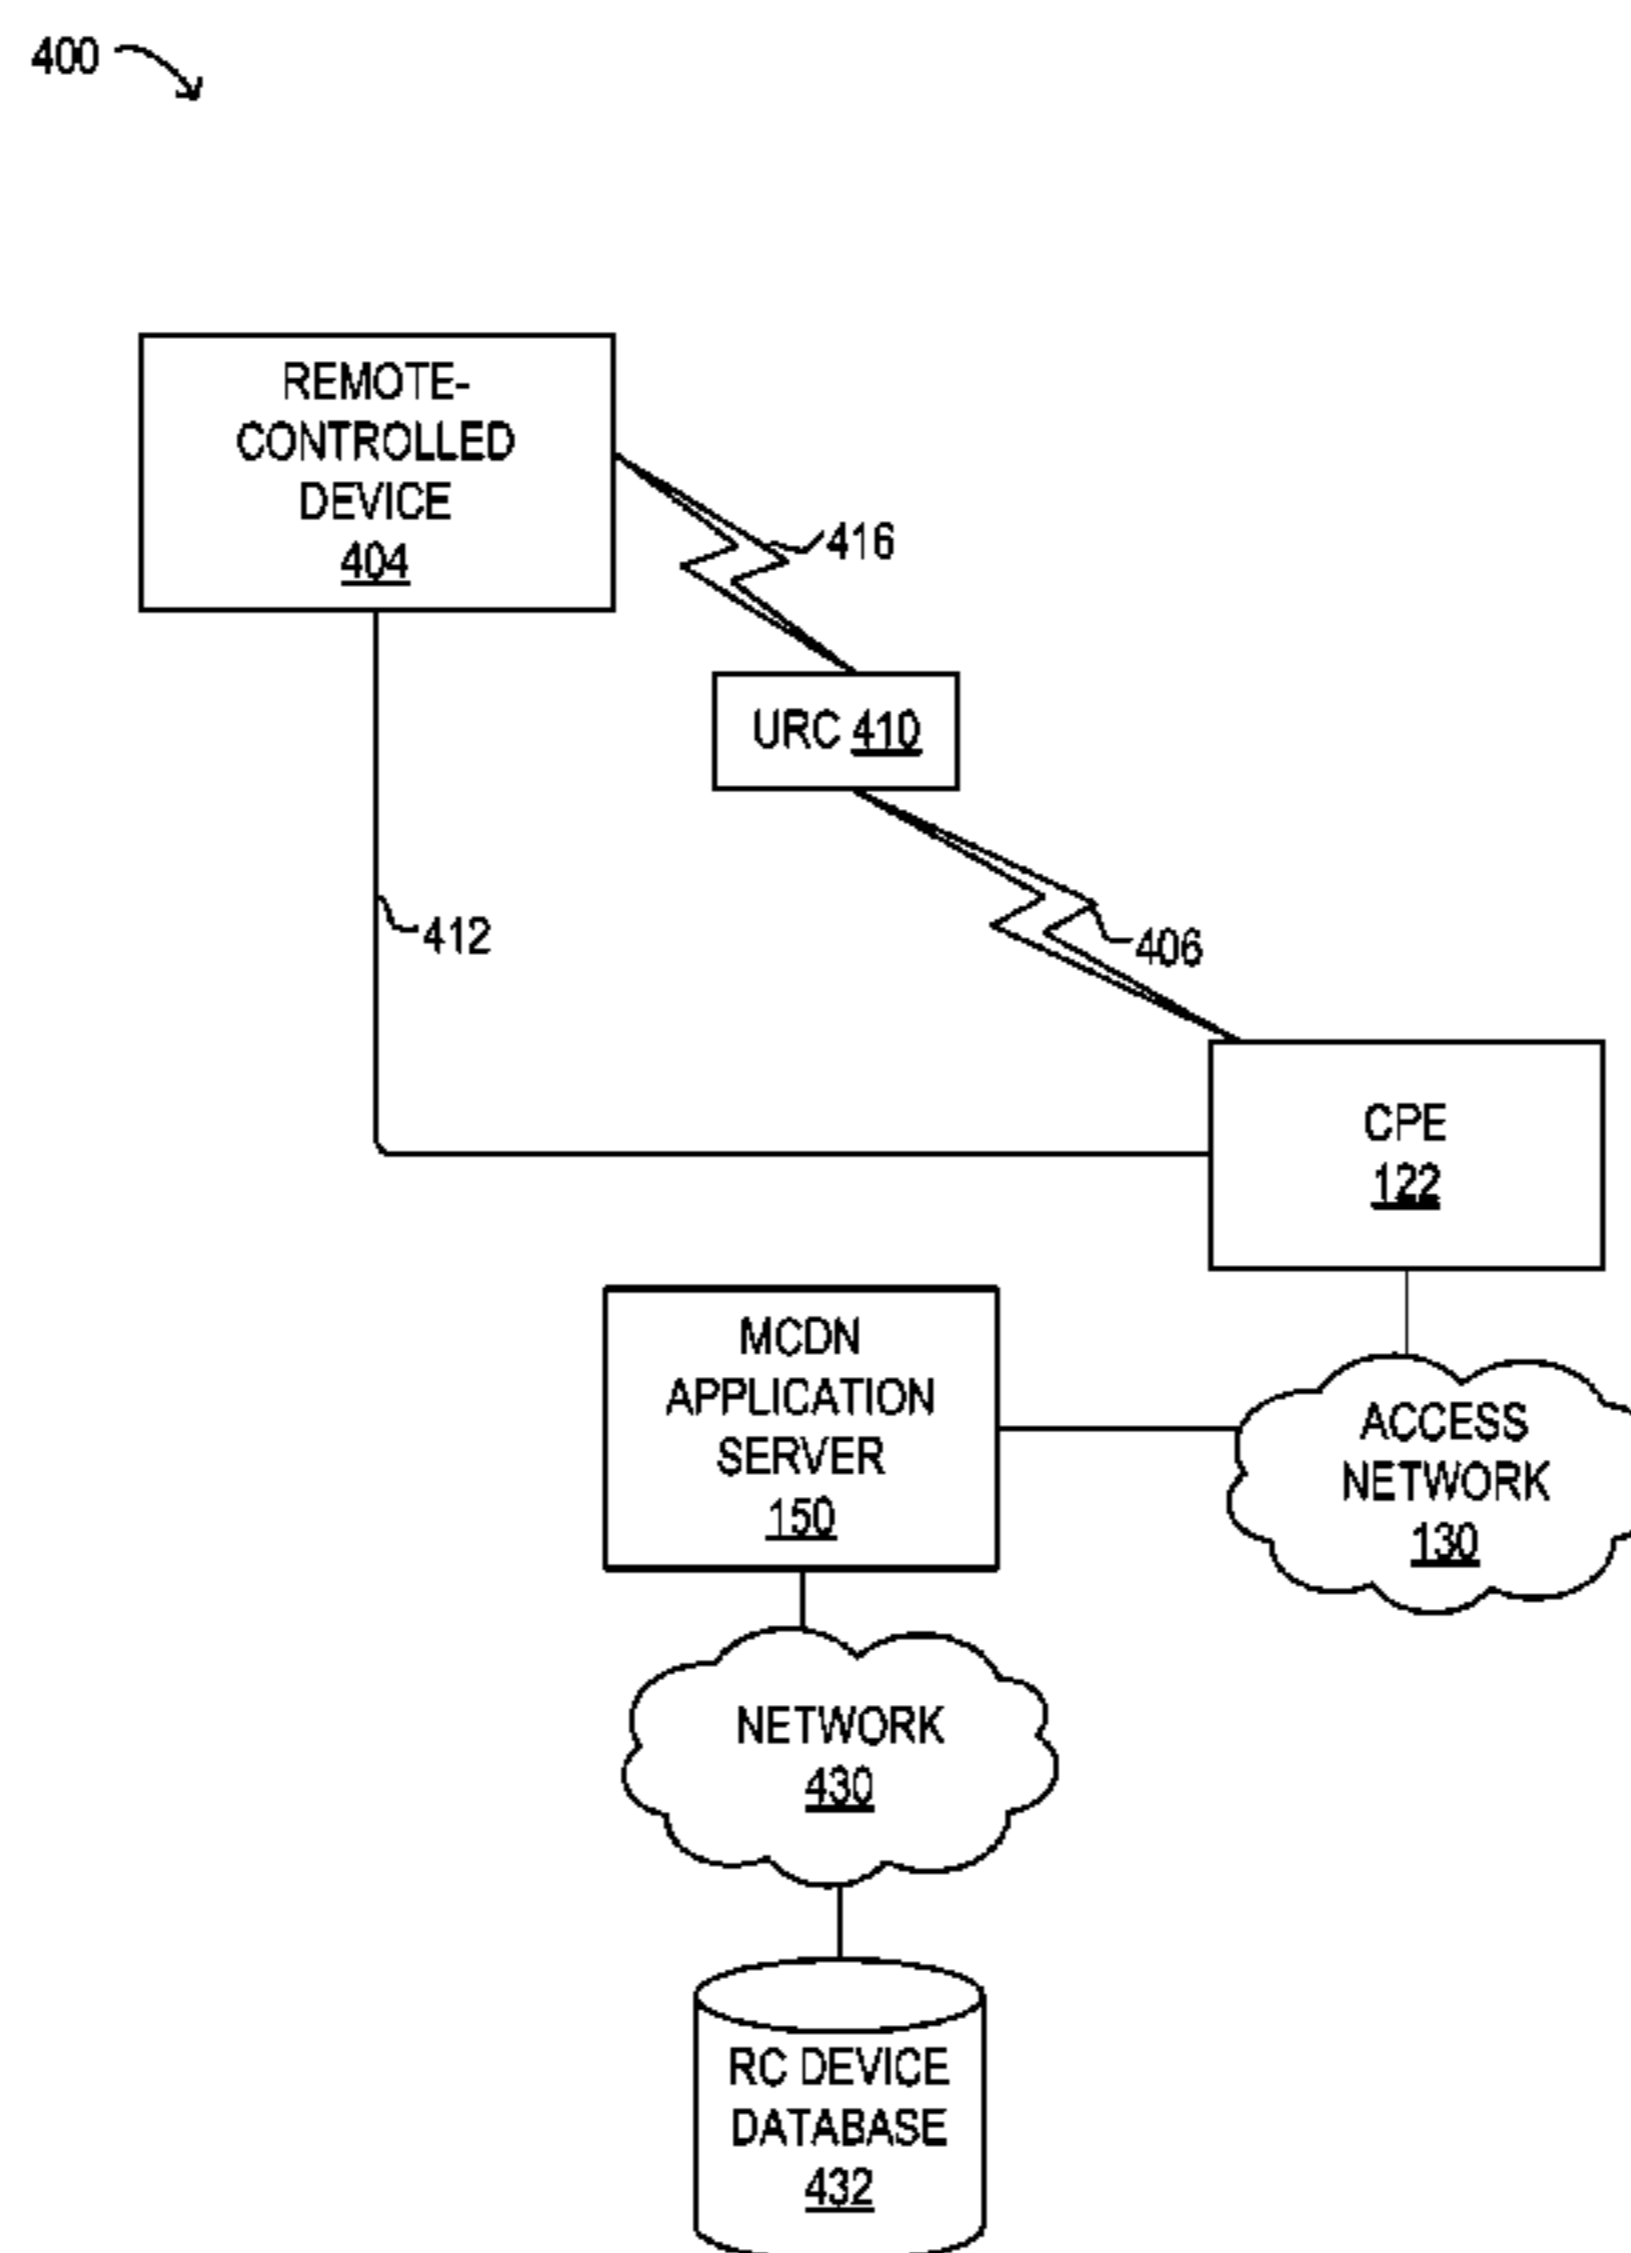 400
REMOTE-
CONTROLLED
DEVICE
404
416
URC 410
412
406
CPE
122
MCDN
APPLICATION
SERVER
150
ACCESS
NETWORK
130
NETWORK
430
RC DEVICE
DATABASE
432